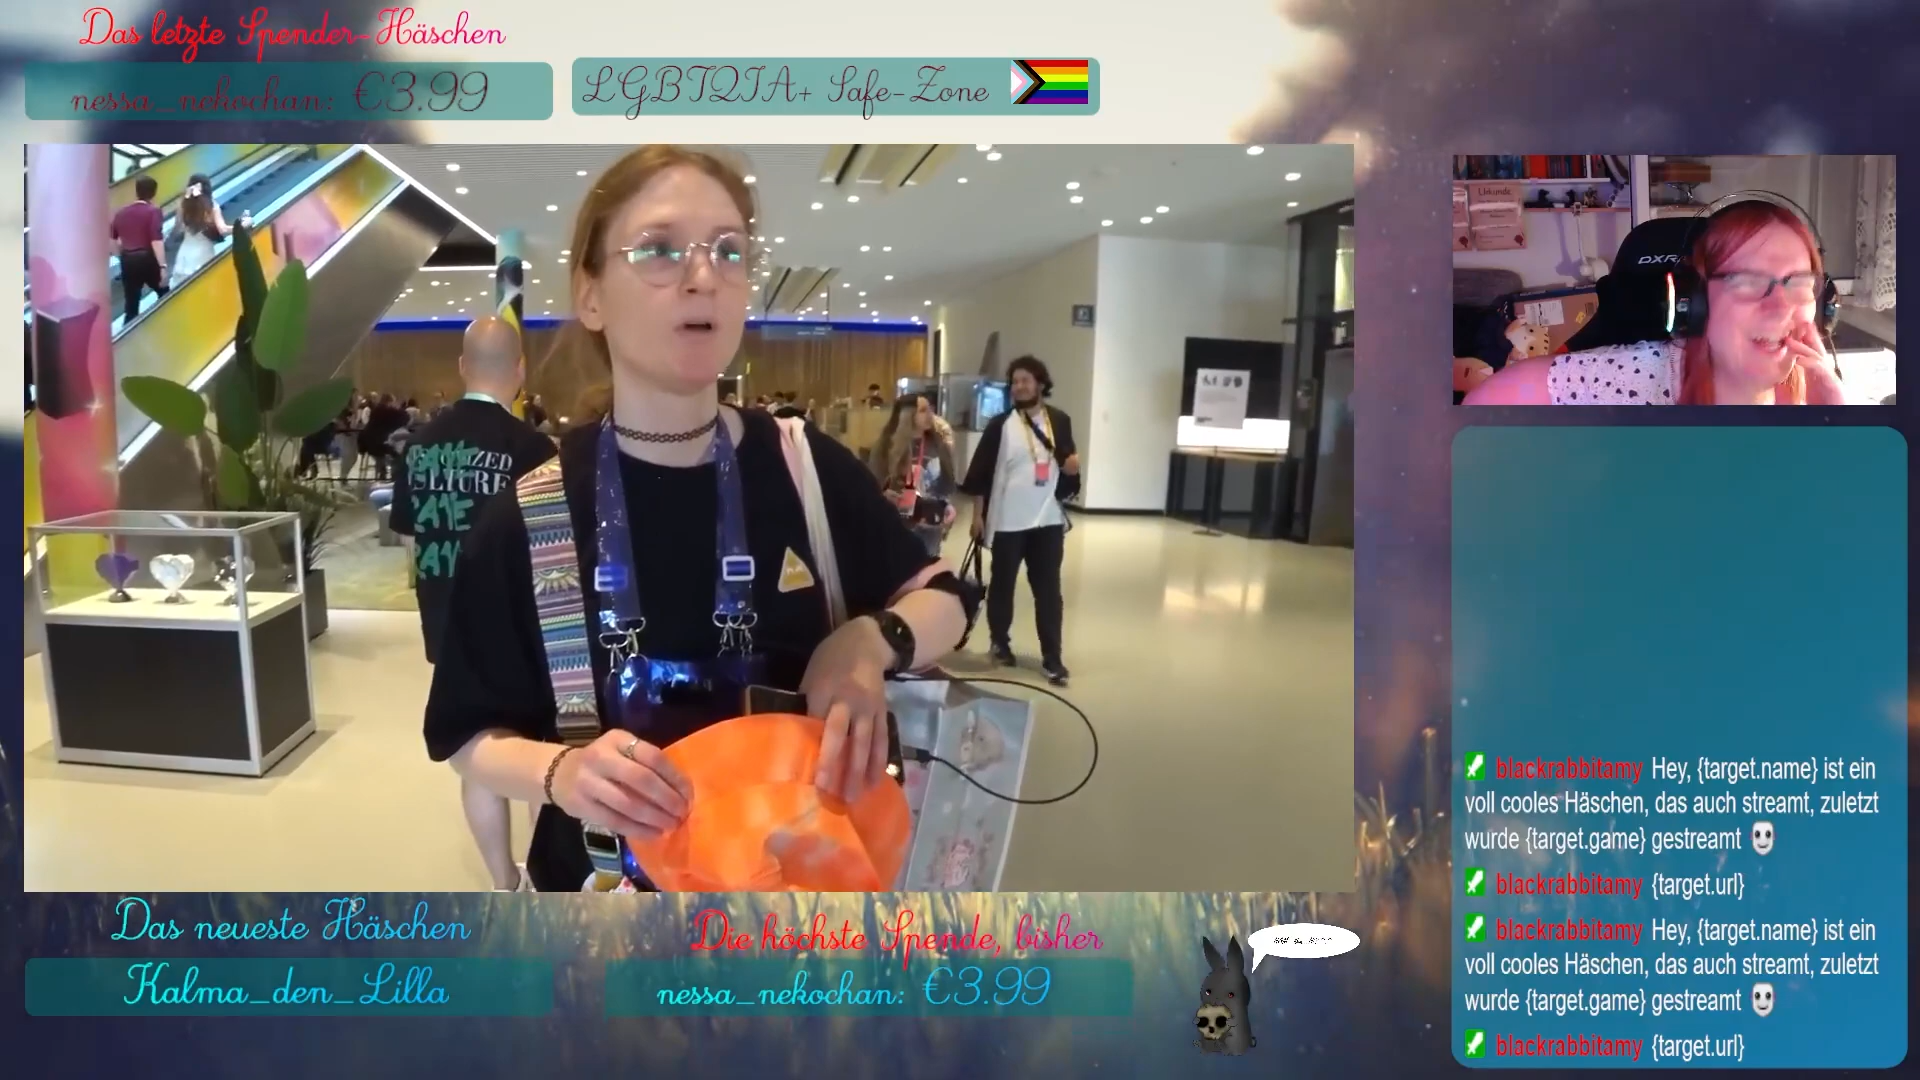 Das letzte Spender-Häschen
nessa_nekochan: €3.99
LGBTQIA+ Safe-Zone
Urkunde
DXR
Das neueste Häschen
Kalma_den_Lilla
Die höchste Spende, bisher
nessa_nekochan: €3.99
blackrabbitamy Hey, {target.name} ist ein
voll cooles Häschen, das auch streamt, zuletzt
wurde {target.game} gestreamt
blackrabbitamy {target.url}
blackrabbitamy Hey, {target.name} ist ein
voll cooles Häschen, das auch streamt, zuletzt
wurde {target.game} gestreamt
blackrabbitamy {target.url}